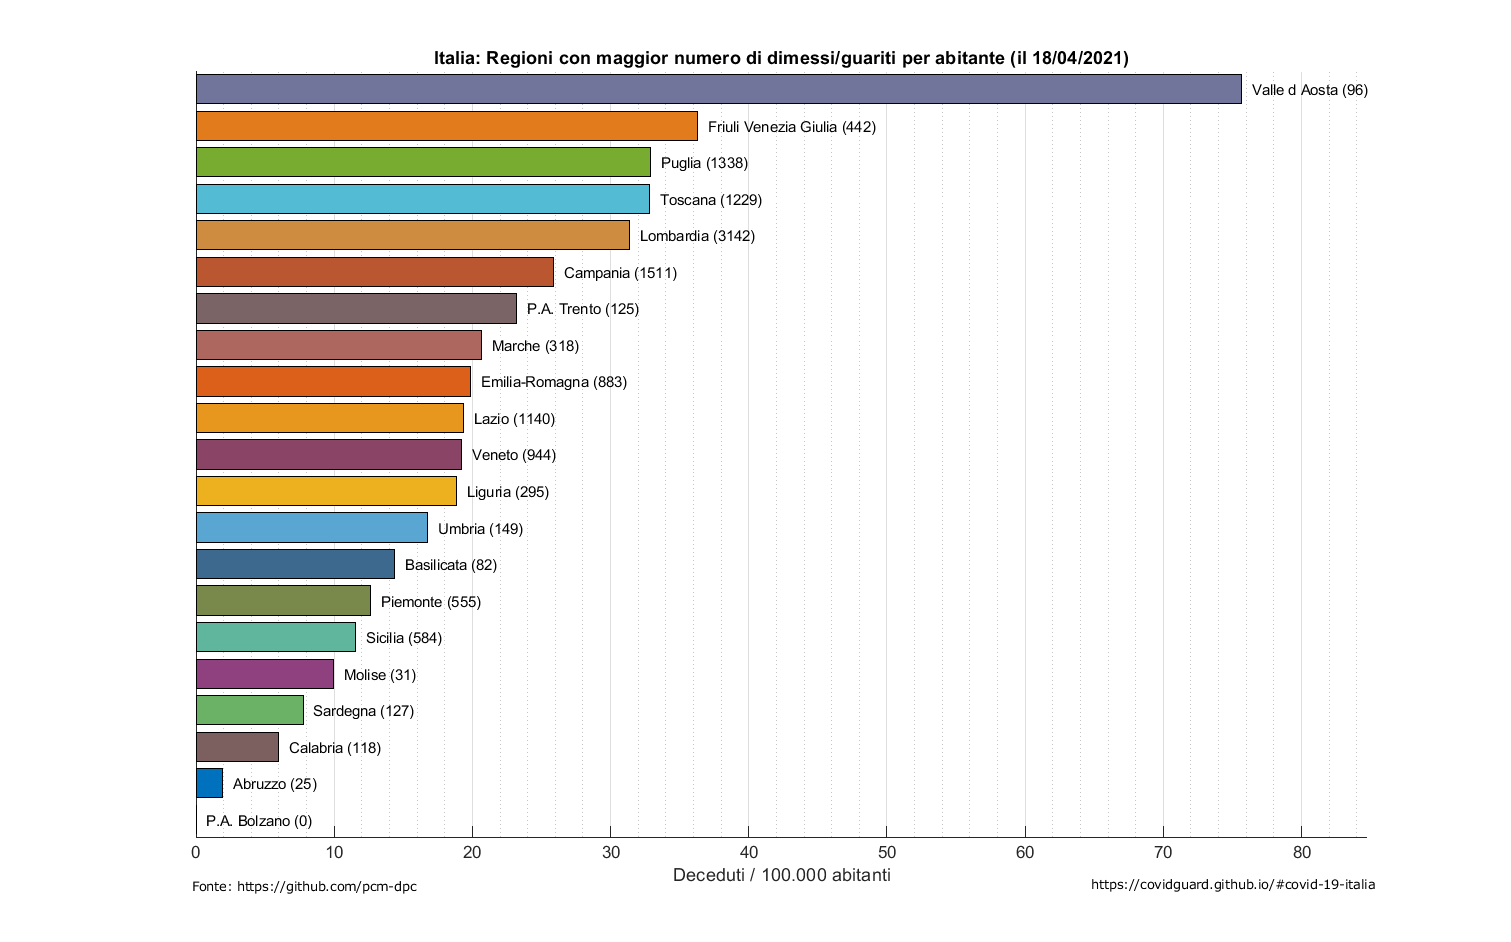 Italia: Regioni con maggior numero di dimessi/guariti per abitante (il 18/04/2021)
Valle d Aosta (96)
Friuli Venezia Giulia (442)
Puglia (1338)
Toscana (1229)
Lombardia (3142)
Campania (1511)
P.A. Trento (125)
Marche (318)
Emilia-Romagna (883)
Lazio (1140)
Veneto (944)
Liguria (295)
Umbria (149)
Basilicata (82)
Piemonte (555)
Sicilia (584)
Molise (31)
Sardegna (127)
Calabria (118)
Abruzzo (25)
P.A. Bolzano (0)
0 10 20 30 40 50 60 70 80
Deceduti / 100.000 abitanti
Fonte: https://github.com/pcm-dpc
https://covidguard.github.io/#covid-19-italia